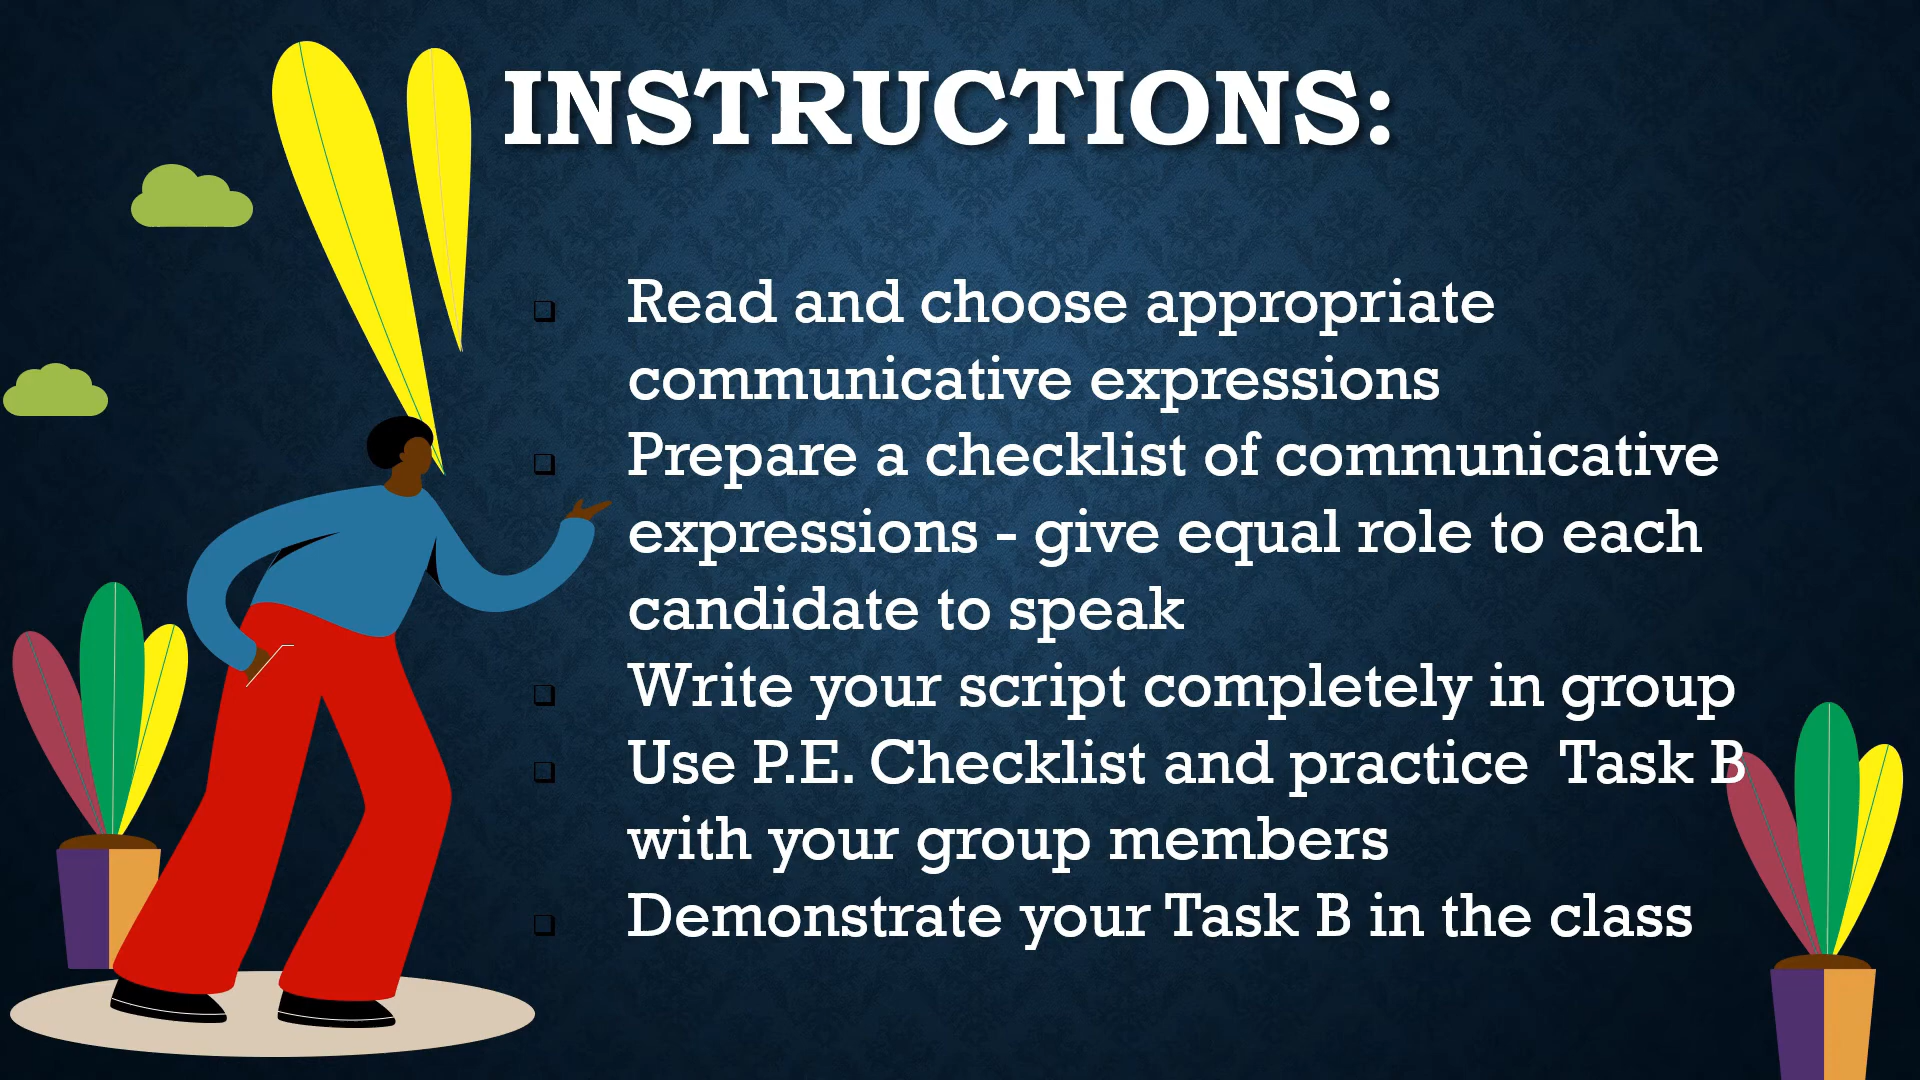 INSTRUCTIONS:
Read and choose appropriate
communicative expressions
Prepare a checklist of communicative
expressions - give equal role to each
candidate to speak
Write your script completely in group
Use P.E. Checklist and practice  Task B
with your group members
Demonstrate your Task B in the class